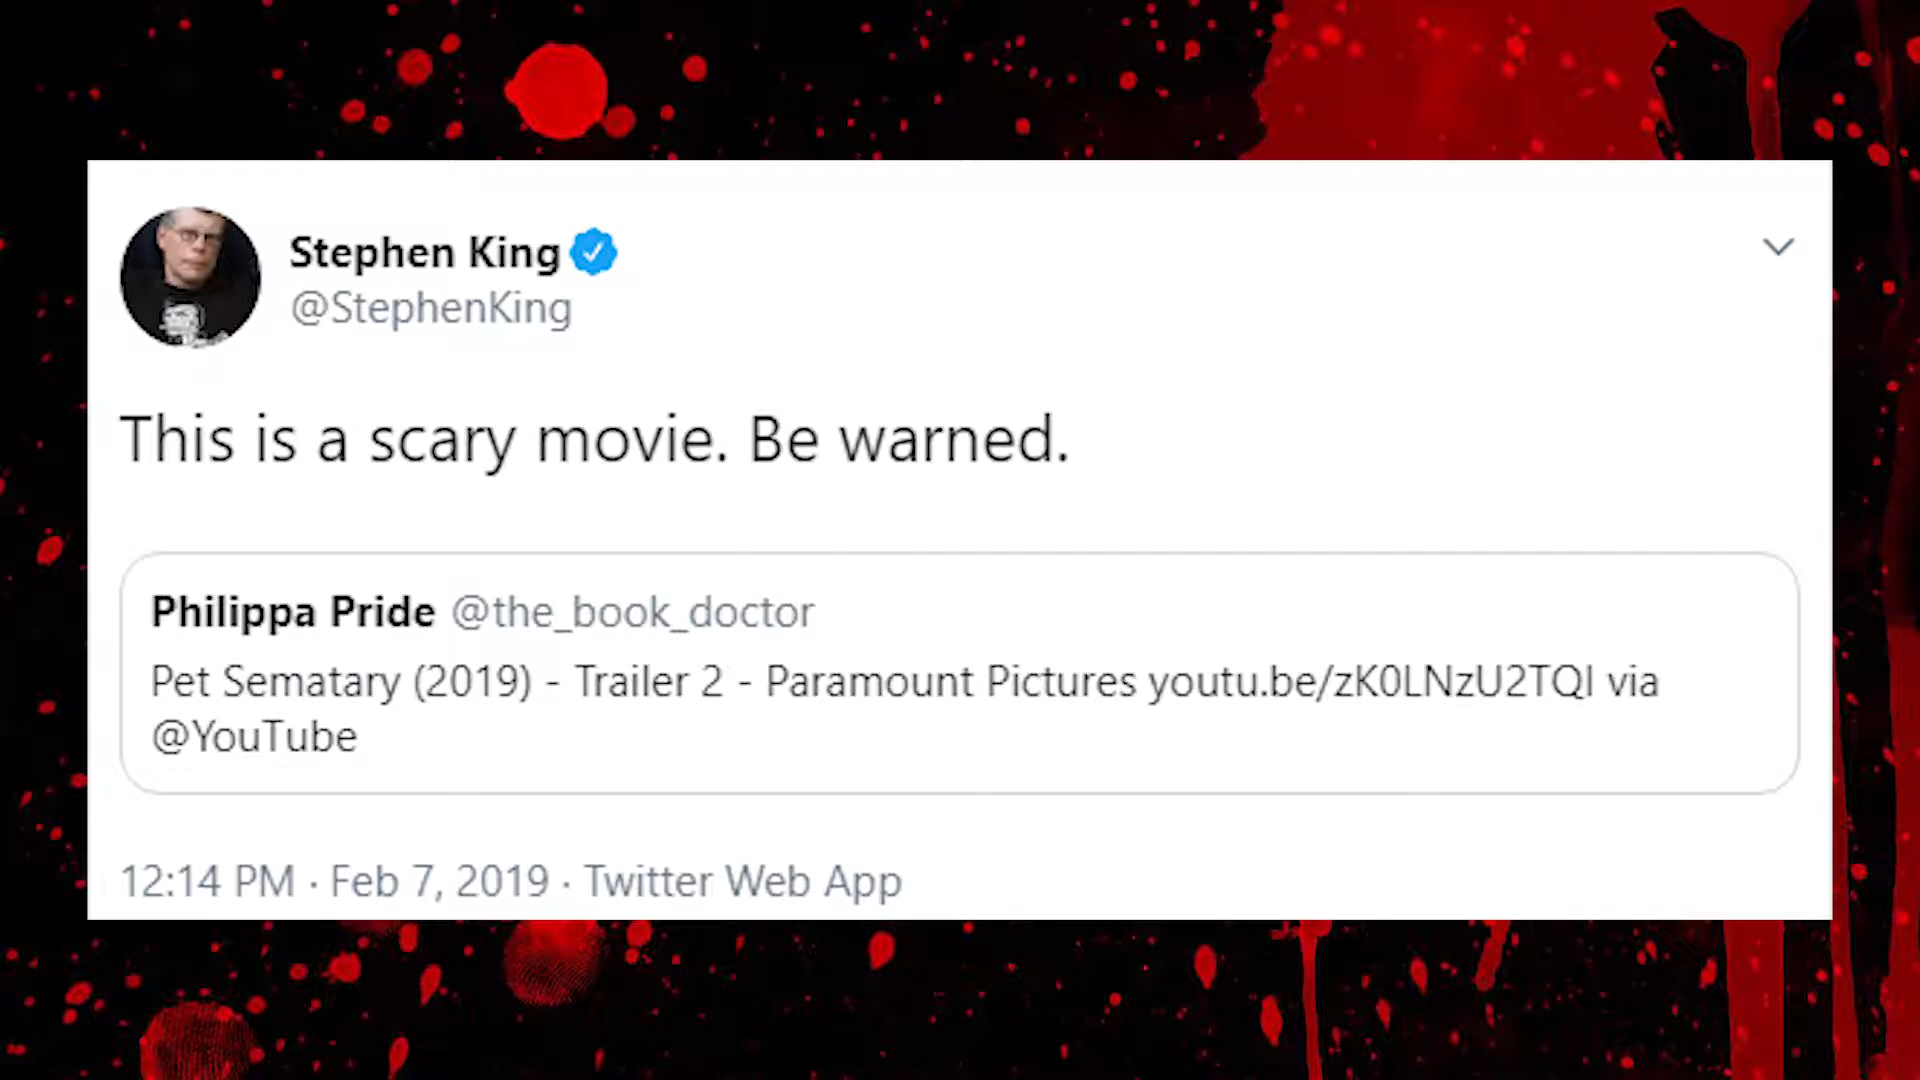 Stephen King
@StephenKing
This is a scary movie. Be warned.
Philippa Pride @the_book_doctor
Pet Sematary (2019) - Trailer 2 - Paramount Pictures youtu.be/zK0LNzU2TQI via
@YouTube
12:14 PM · Feb 7, 2019 · Twitter Web App